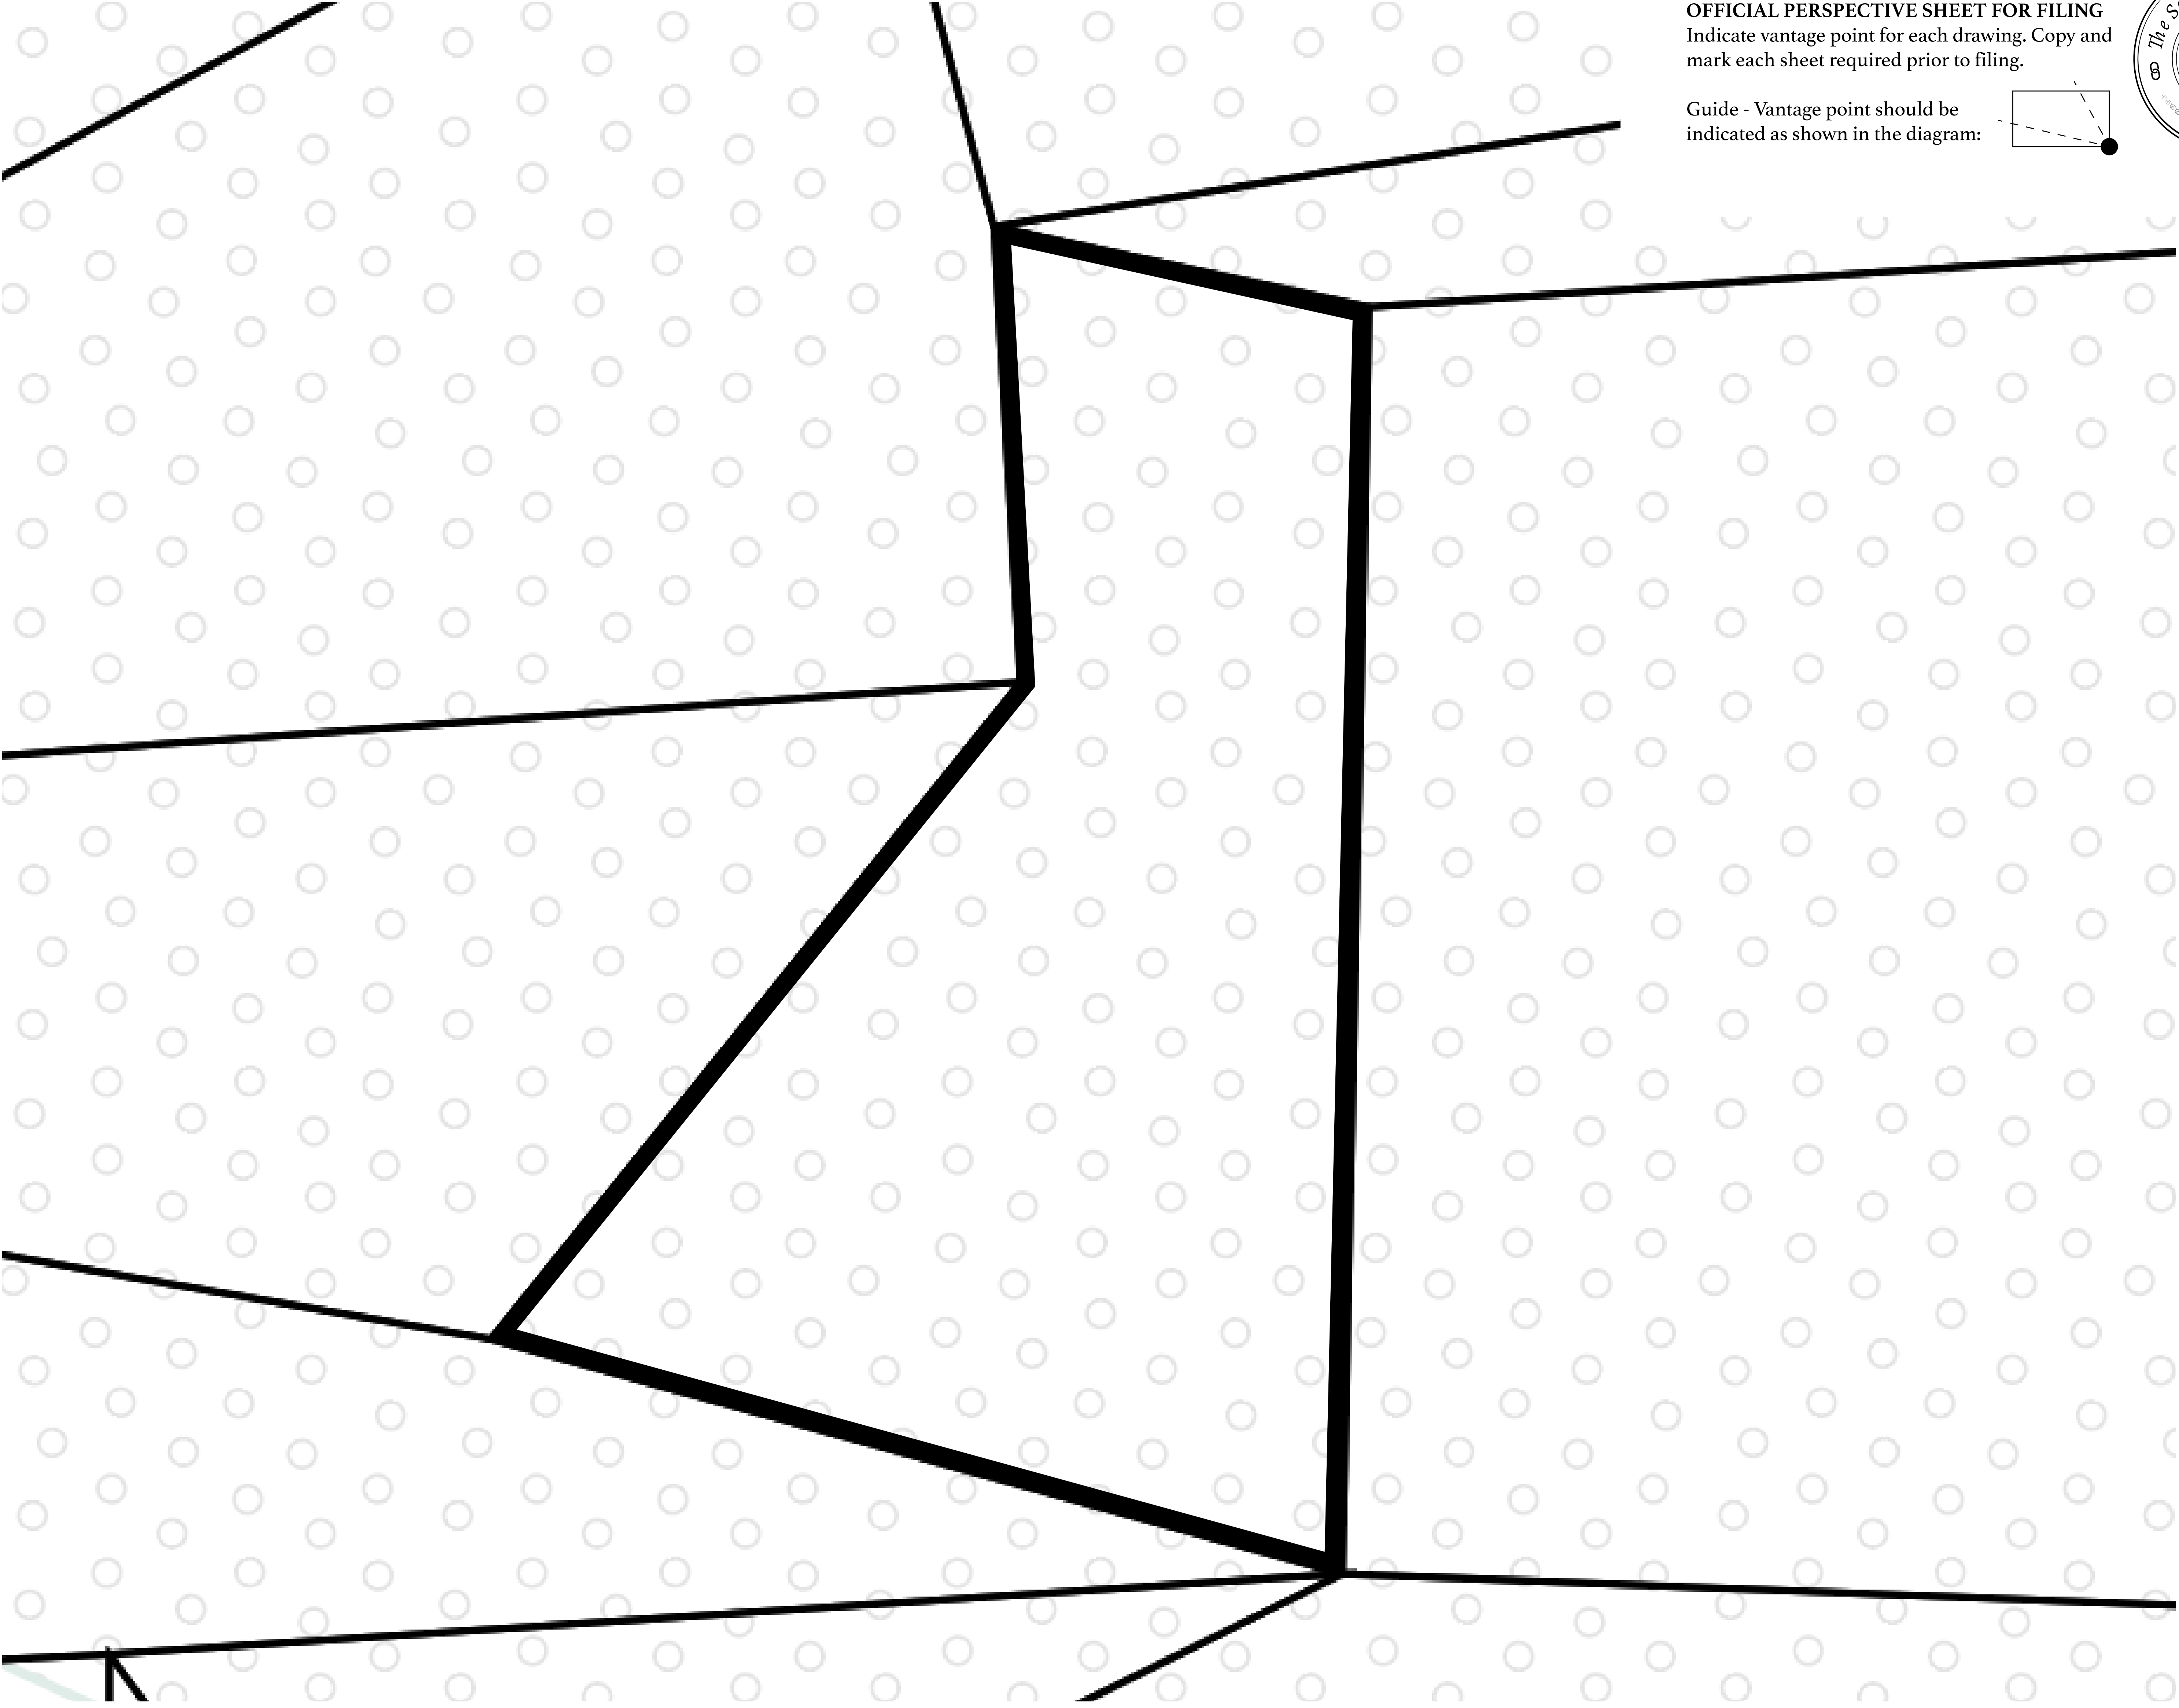 OFFICIAL PERSPECTIVE SHEET FOR FILING
Indicate vantage point for each drawing. Copy and
mark each sheet required prior to filing.
Guide - Vantage point should be
indicated as shown in the diagram:
The